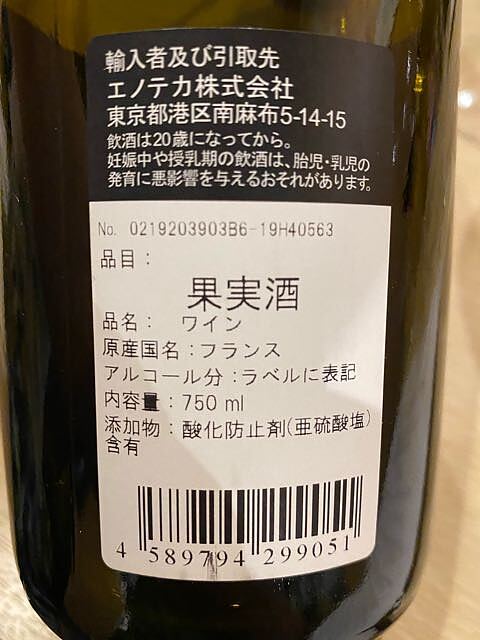 輸入者及び引取先
エノテカ株式会社
東京都港区南麻布5-14-15
飲酒は20歳になってから。
妊娠中や授乳期の飲酒は、胎児・乳児の
発育に悪影響を与えるおそれがあります。
No. 0219203903B6-19H40563
品目：
果実酒
品名： ワイン
原産国名：フランス
アルコール分：ラベルに表記
内容量：750 ml
添加物：酸化防止剤(亜硫酸塩)
含有
4 589794 299051